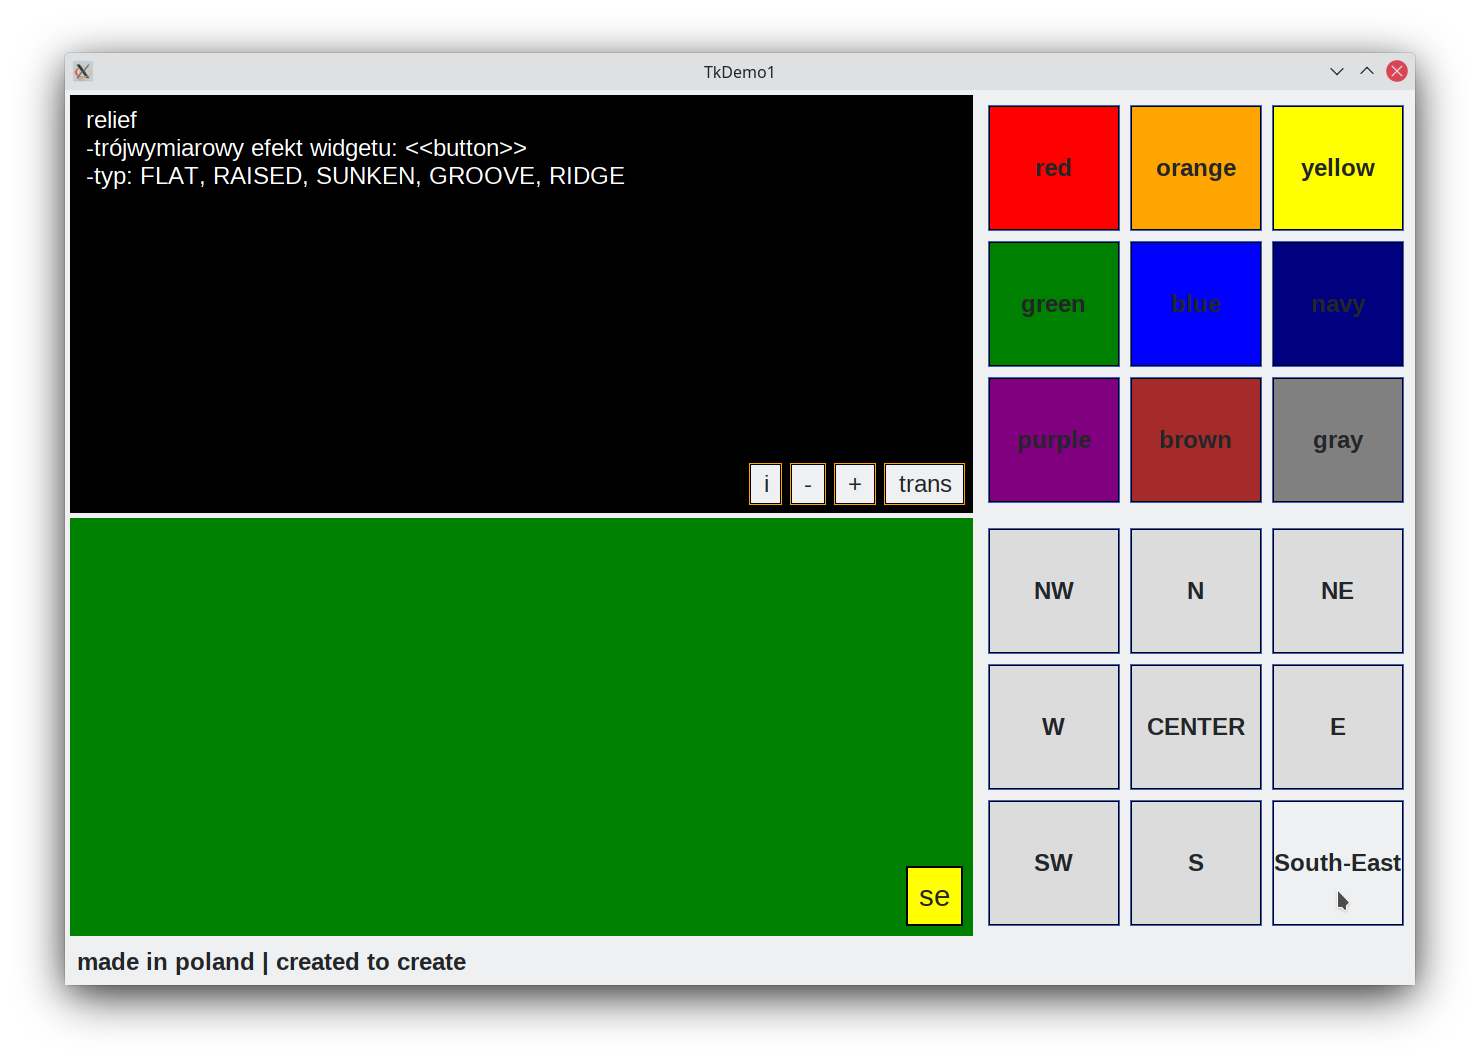 TkDemo1
relief
-trójwymiarowy efekt widgetu: <<button>>
-typ: FLAT, RAISED, SUNKEN, GROOVE, RIDGE
i - + trans
se
red orange yellow
green blue navy
purple brown gray
NW N NE
W CENTER E
SW S South-East
made in poland | created to create